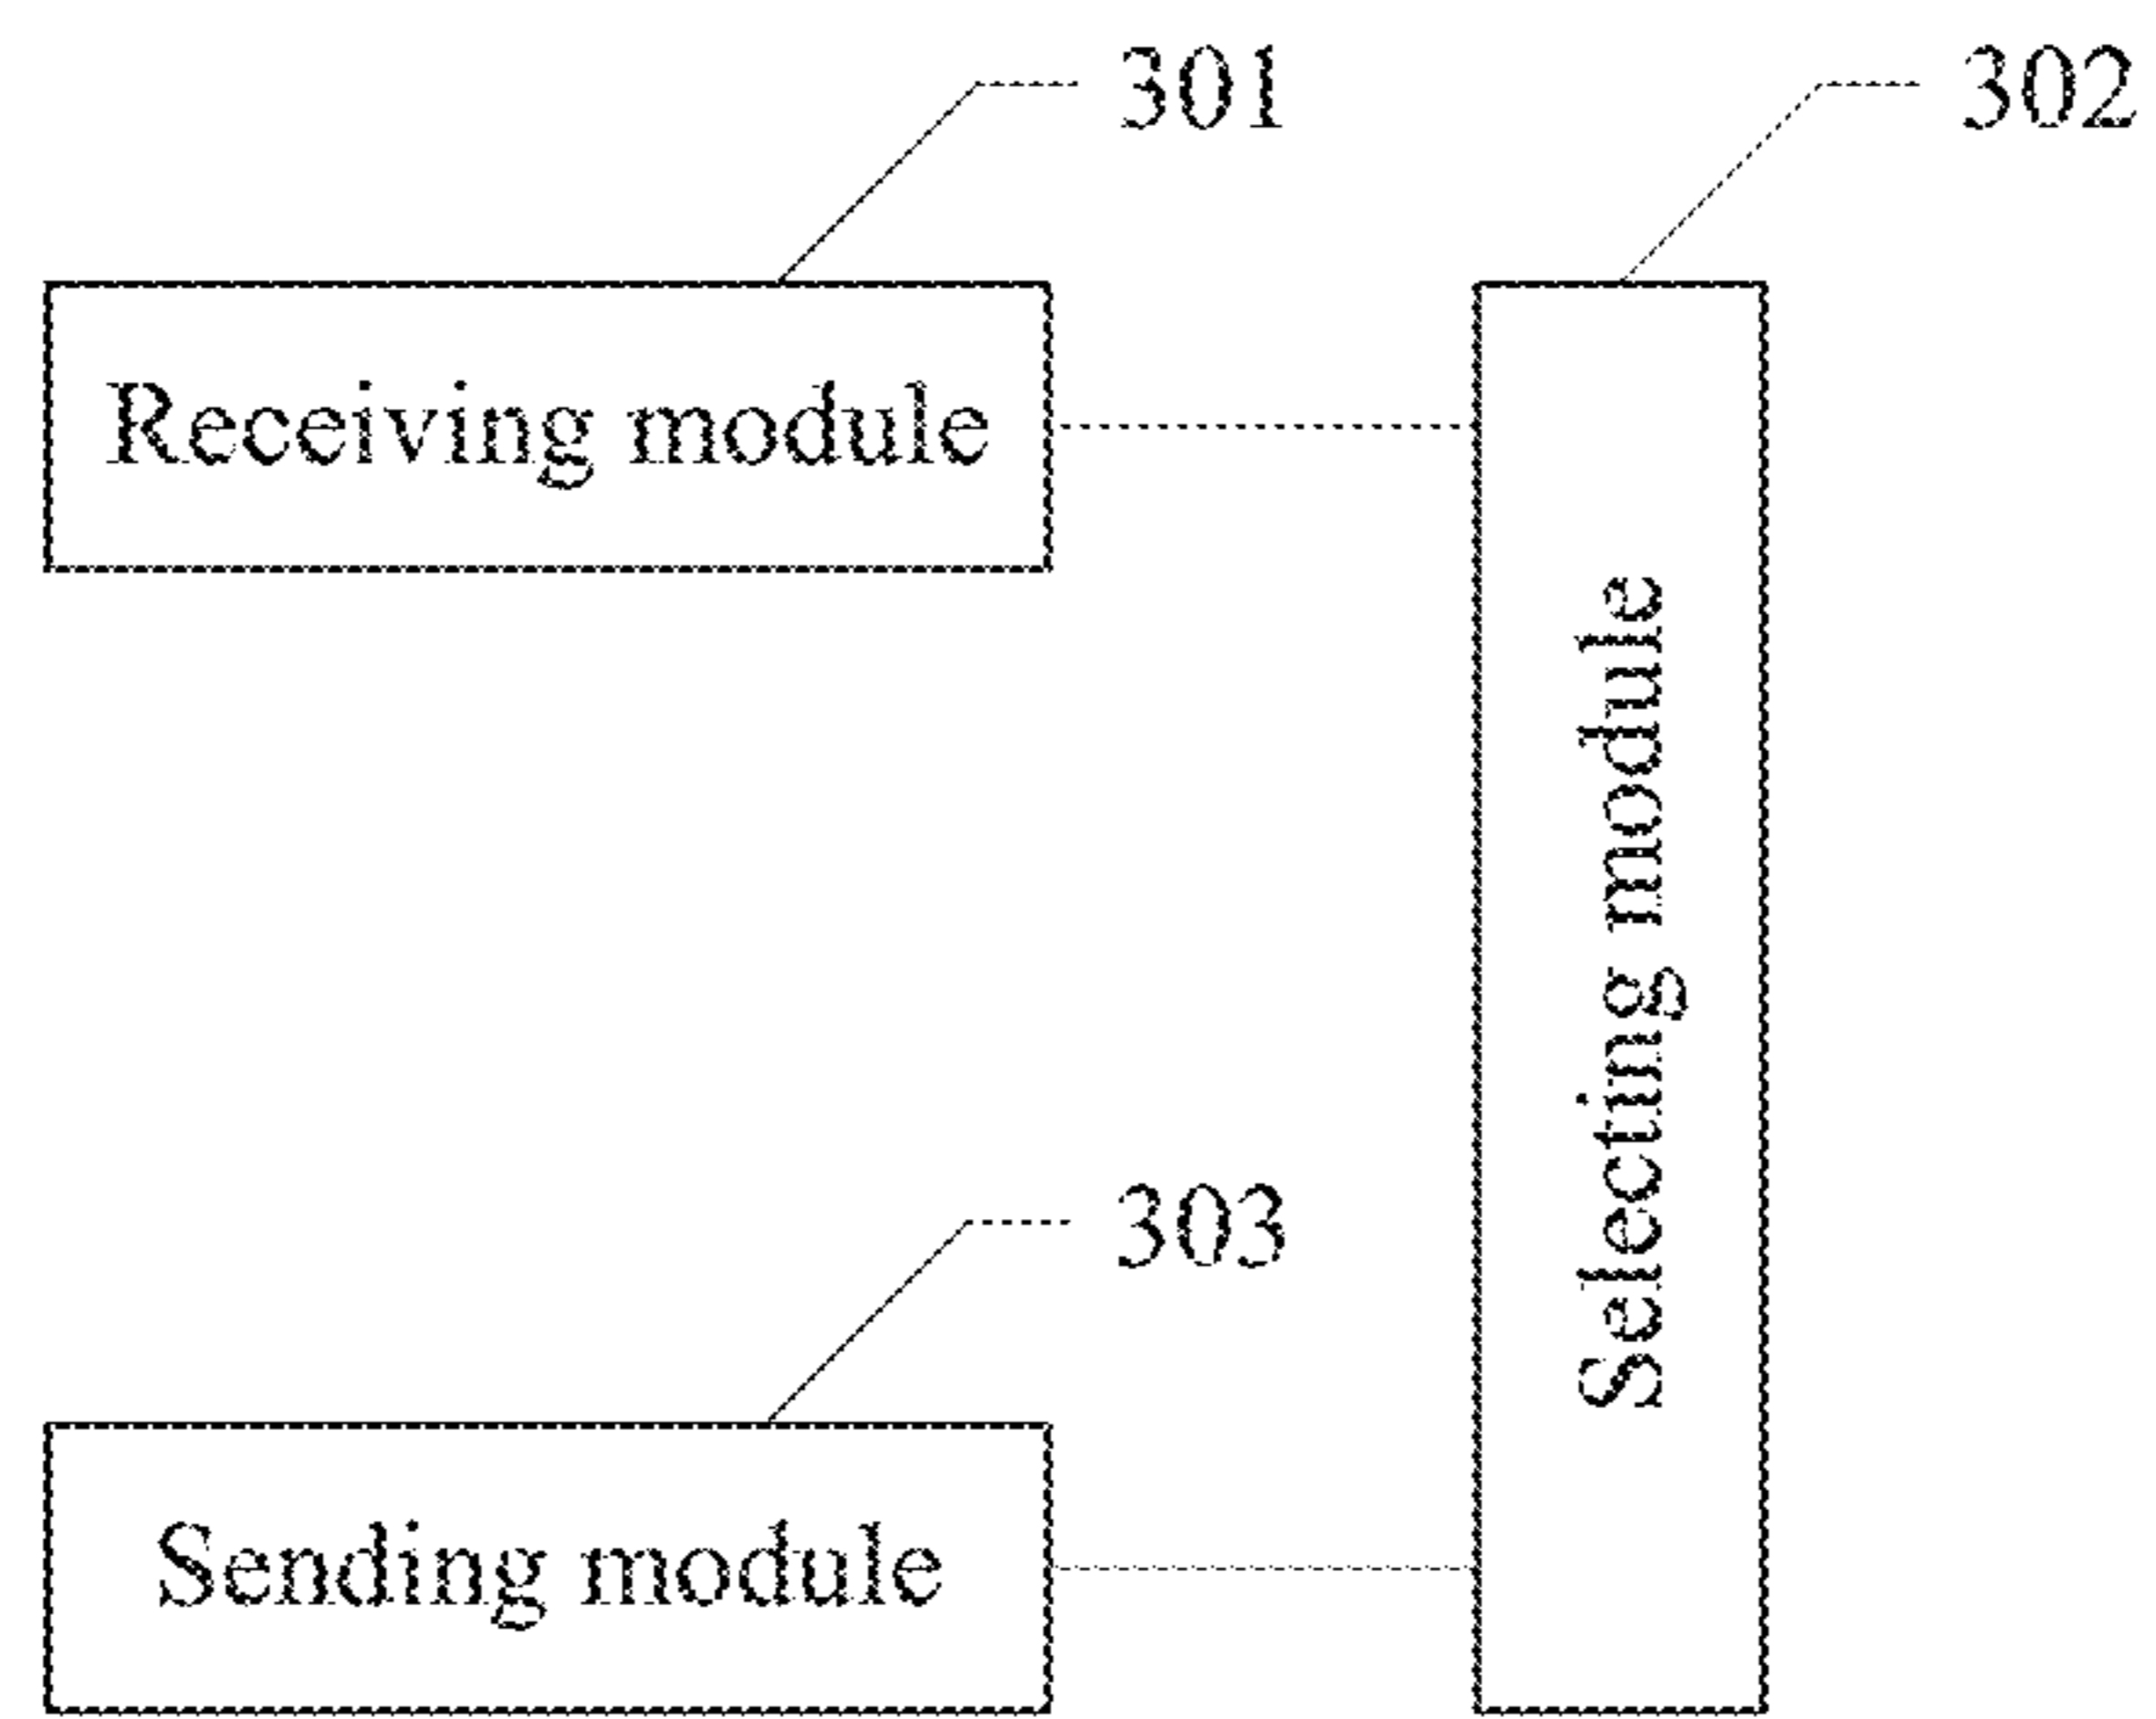 301
302
Receiving module
Selecting module
303
Sending module